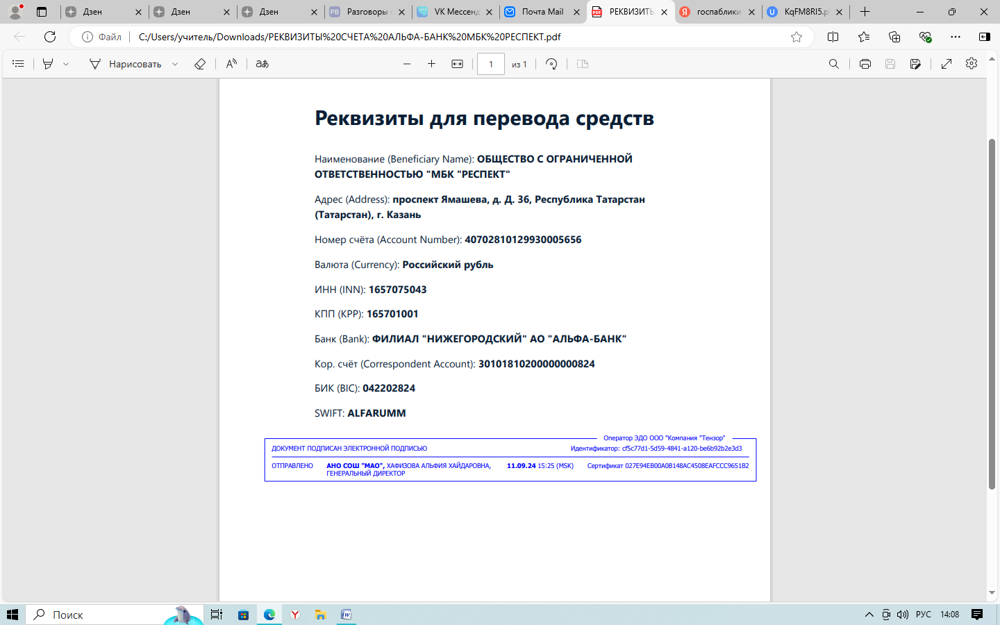 Дзен
Дзен
Дзен
Разговоры
VK Мессенд
Почта Mail
РЕКВИЗИТЫ
госпаблики
KqFM8RI5.p
Файл
C:/Users/учитель/Downloads/РЕКВИЗИТЫ%20СЧЕТА%20АЛЬФА-БАНК%20МБК%20РЕСПЕКТ.pdf
Нарисовать
1
из 1
Реквизиты для перевода средств
Наименование (Beneficiary Name): ОБЩЕСТВО С ОГРАНИЧЕННОЙ
ОТВЕТСТВЕННОСТЬЮ "МБК "РЕСПЕКТ"
Адрес (Address): проспект Ямашева, д. Д. 36, Республика Татарстан
(Татарстан), г. Казань
Номер счёта (Account Number): 40702810129930005656
Валюта (Currency): Российский рубль
ИНН (INN): 1657075043
КПП (KPP): 165701001
Банк (Bank): ФИЛИАЛ "НИЖЕГОРОДСКИЙ" АО "АЛЬФА-БАНК"
Кор. счёт (Correspondent Account): 30101810200000000824
БИК (BIC): 042202824
SWIFT: ALFARUMM
Оператор ЭДО ООО "Компания "Тензор"
ДОКУМЕНТ ПОДПИСАН ЭЛЕКТРОННОЙ ПОДПИСЬЮ
Идентификатор: cf5c77d1-5d59-4841-a120-be6b92b2e3d3
ОТПРАВЛЕНО
АНО СОШ "МАО", ХАФИЗОВА АЛЬФИЯ ХАЙДАРОВНА,
ГЕНЕРАЛЬНЫЙ ДИРЕКТОР
11.09.24 15:25 (MSK)
Сертификат 027E94EB00A0B148AC4508EAFCCC9651B2
Поиск
РУС
14:08